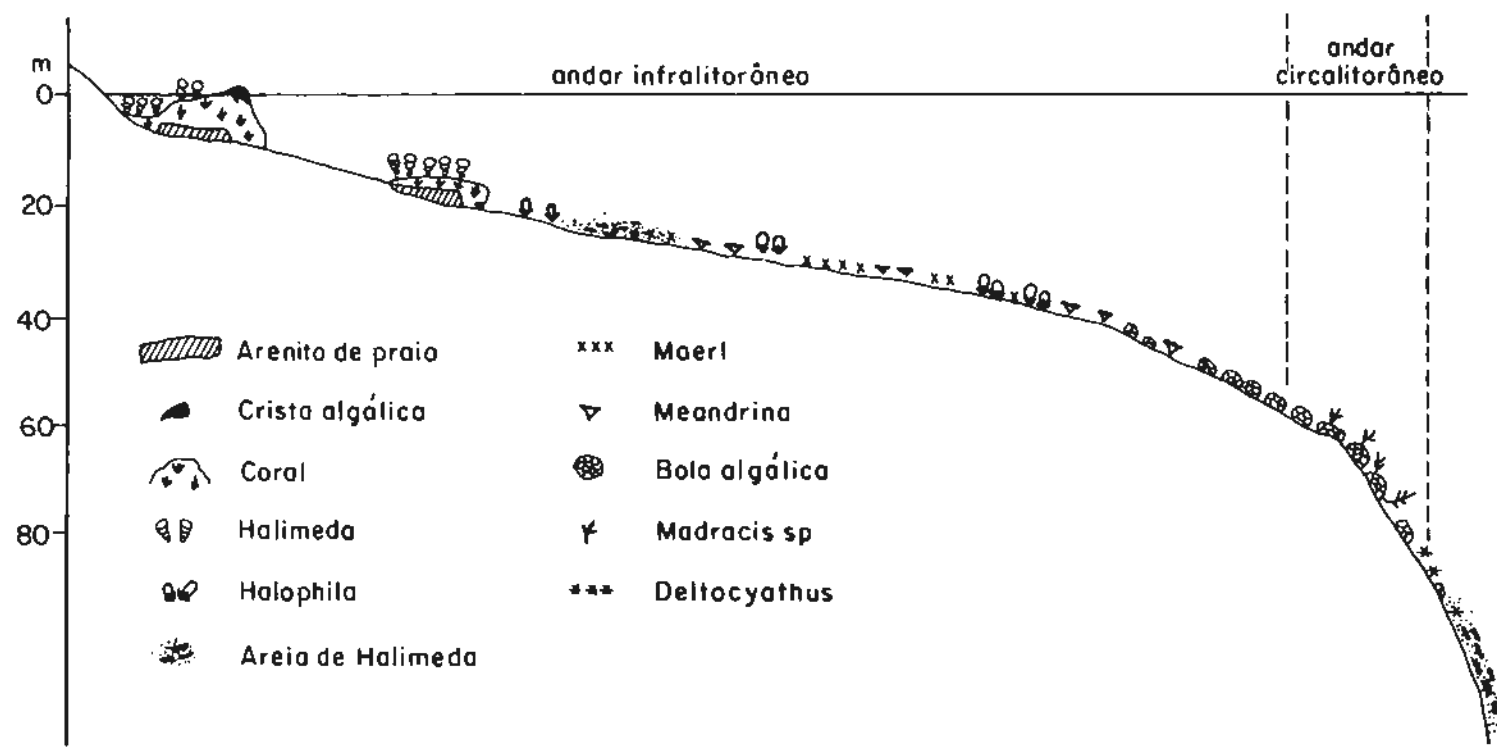 m
0
20
40
60
80
andar infralitorâneo
andar
circalitorâneo
Arenito de praia
Crista algálica
Coral
Halimeda
Halophila
Areia de Halimeda
xxx Maerl
Meandrina
Bola algálica
Madracis sp
*** Deltocyathus